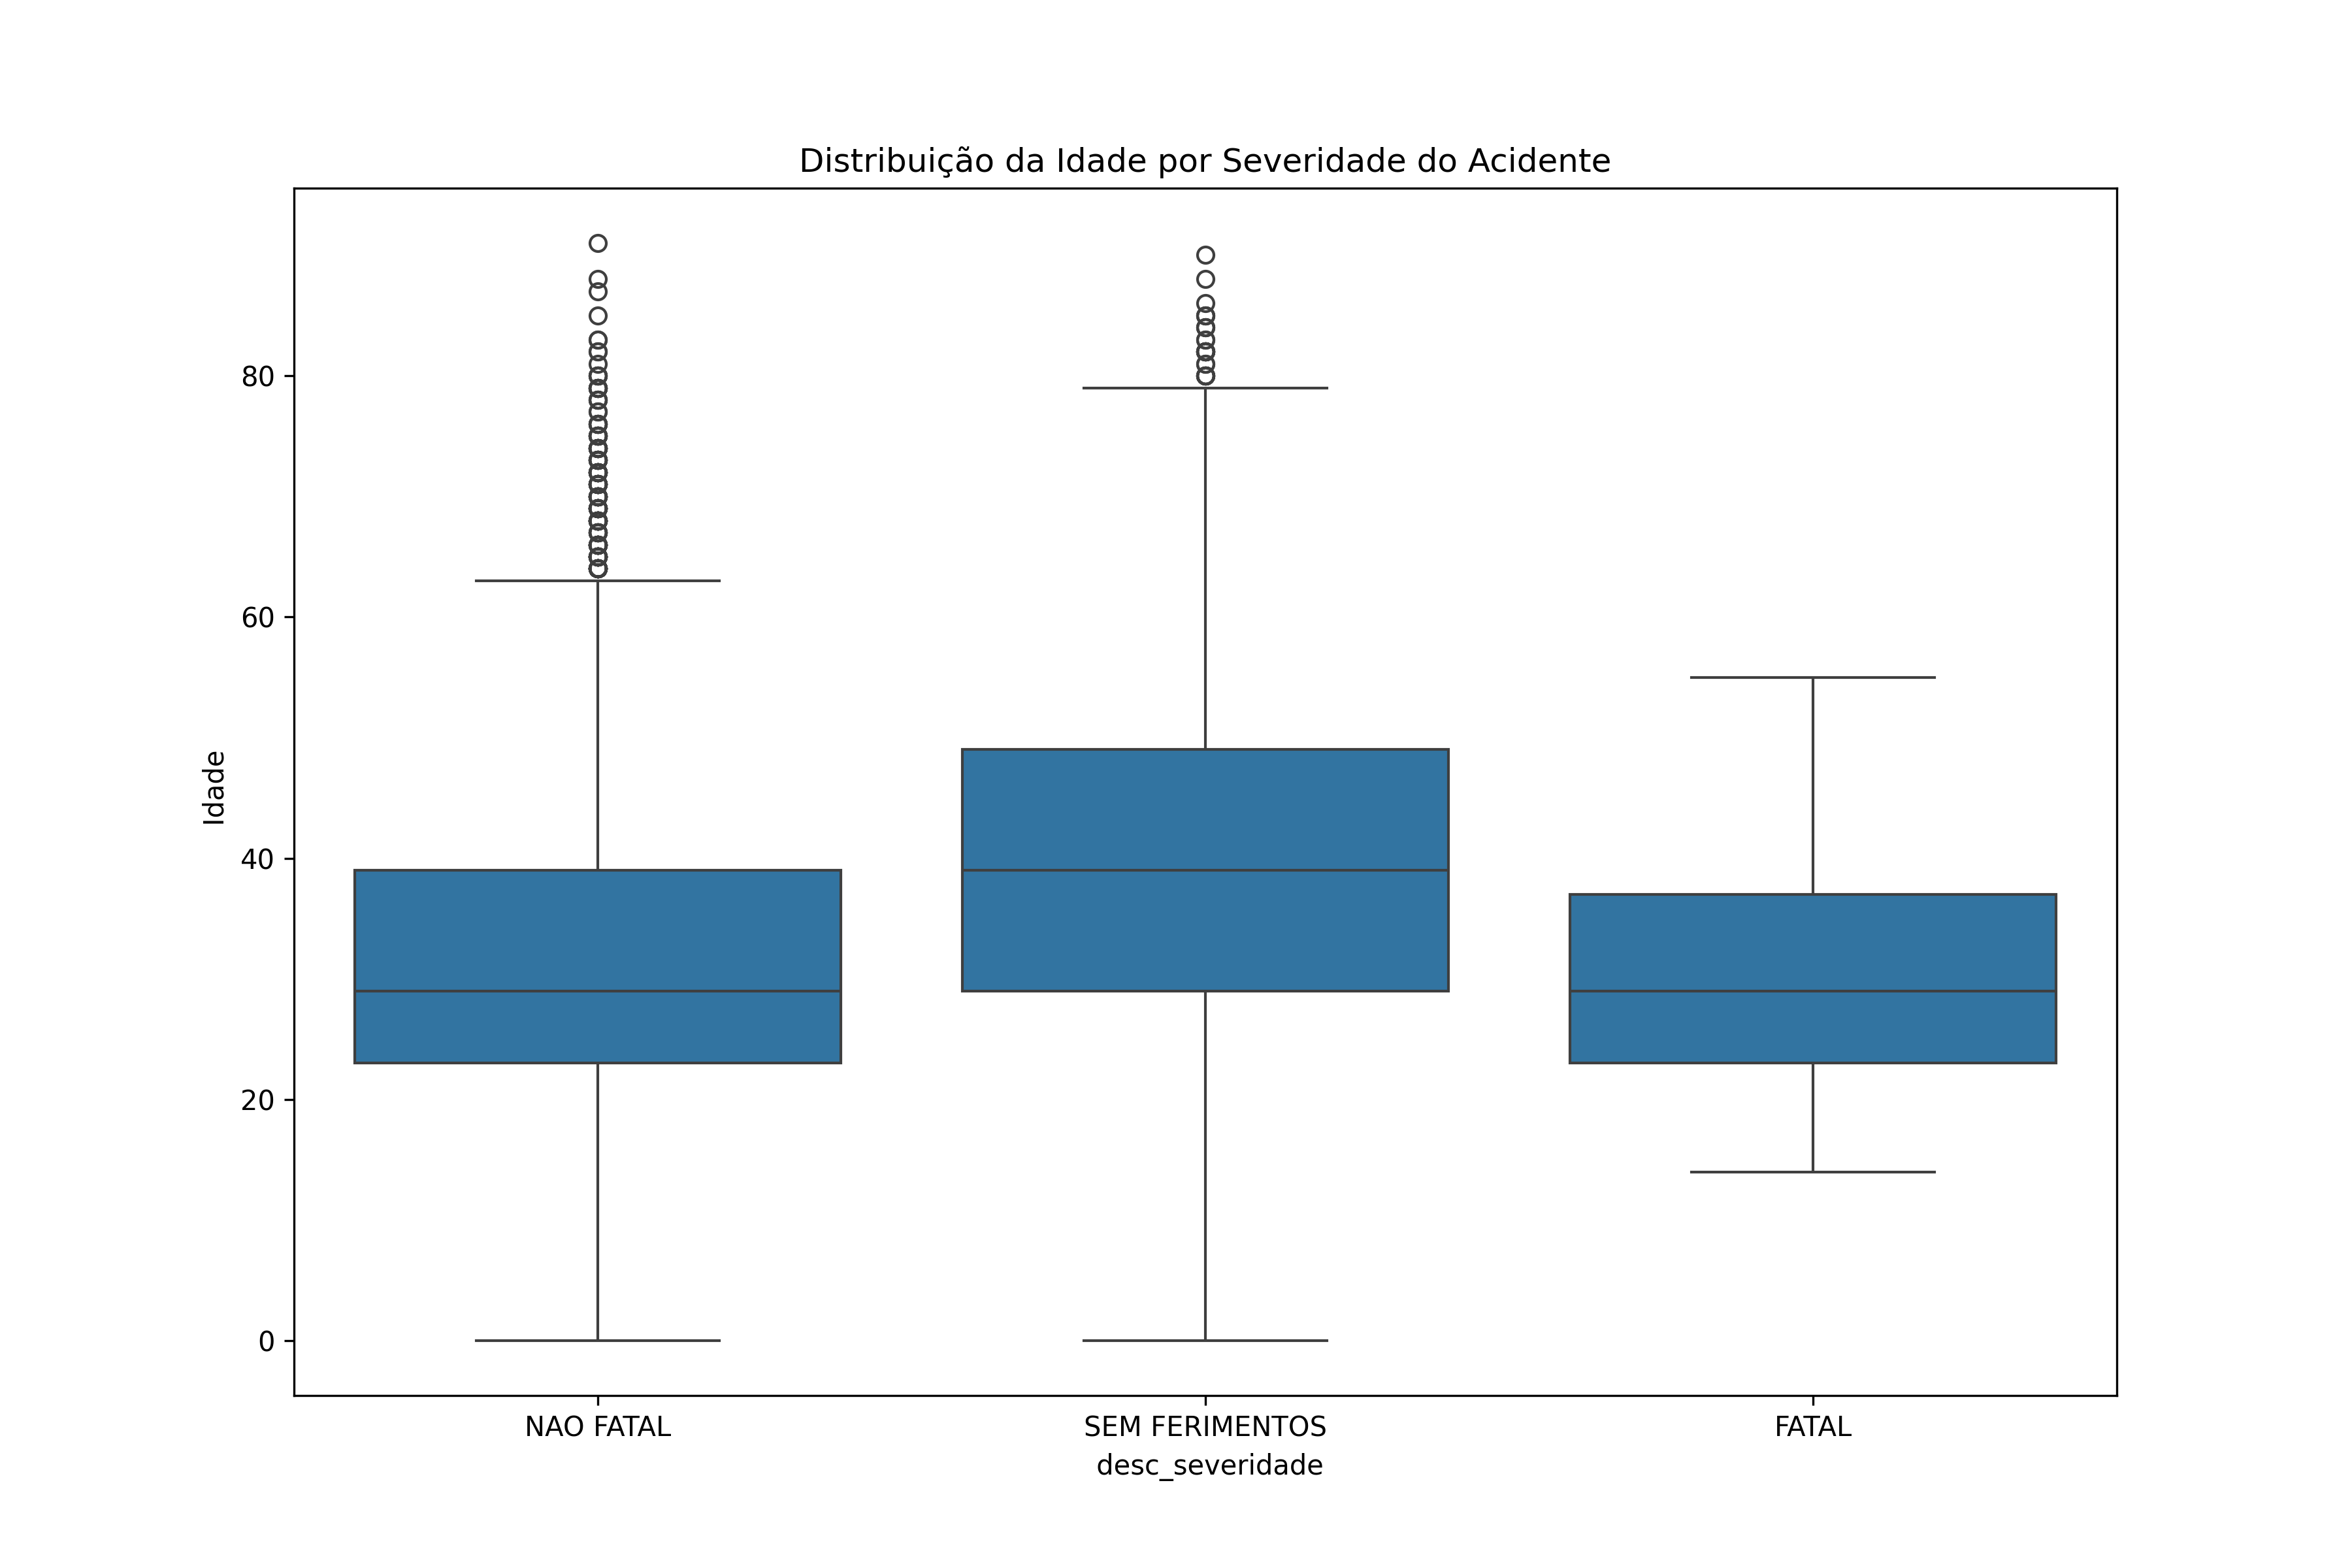 Distribuição da Idade por Severidade do Acidente
Idade
80
60
40
20
0
NAO FATAL
SEM FERIMENTOS
FATAL
desc_severidade